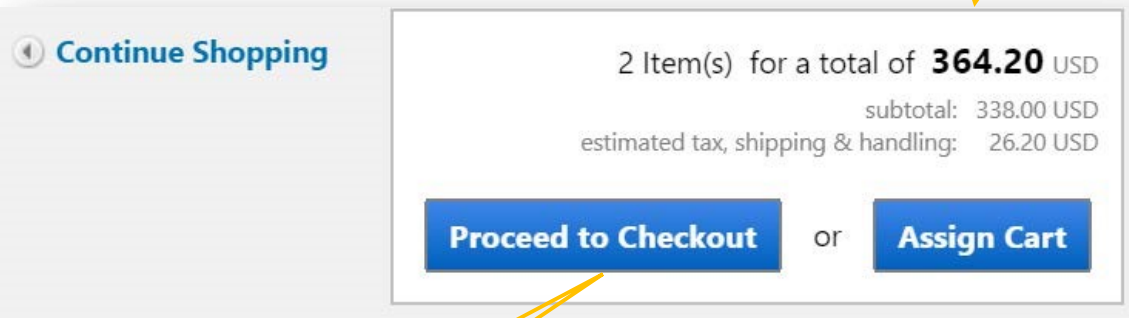 Continue Shopping
2 Item(s) for a total of 364.20 USD
subtotal: 338.00 USD
estimated tax, shipping & handling: 26.20 USD
Proceed to Checkout or Assign Cart